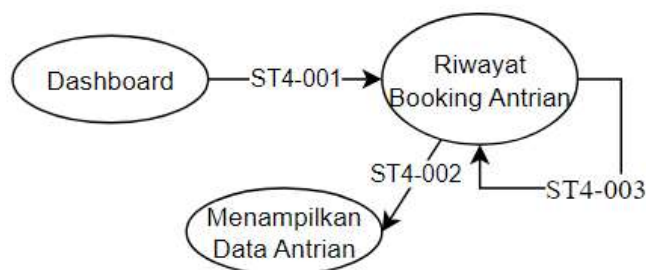 Dashboard
ST4-001
Riwayat
Booking Antrian
ST4-002
ST4-003
Menampilkan
Data Antrian